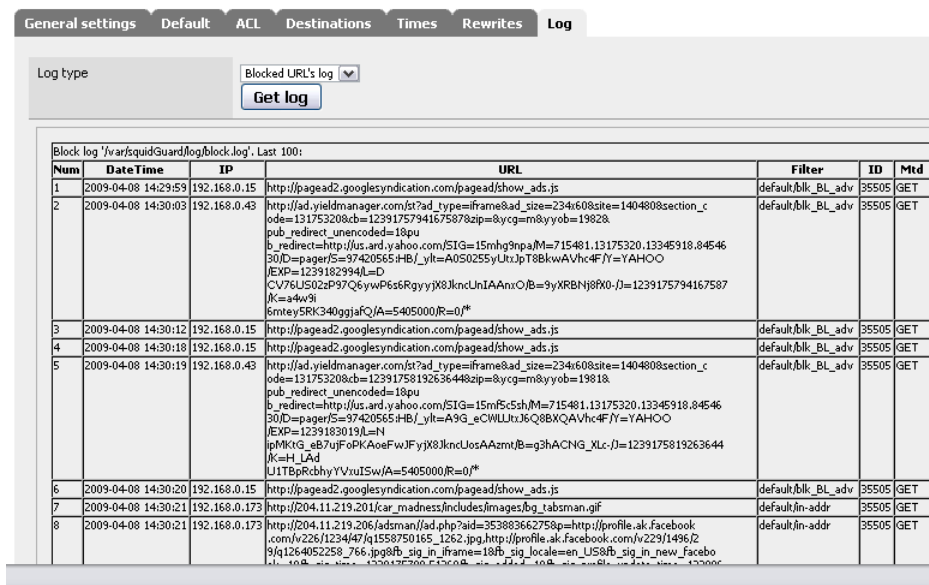 General settings Default ACL Destinations Times Rewrites Log
Log type Blocked URL's log
Get log
Block log '/var/squidGuard/log/block.log'. Last 100:
Num DateTime IP URL Filter ID Mtd
1 2009-04-08 14:29:59 192.168.0.15 http://pagead2.googlesyndication.com/pagead/show_ads.js default/blk_BL_adv 35505 GET
2 2009-04-08 14:30:03 192.168.0.43 http://ad.yieldmanager.com/st?ad_type=iframe&ad_size=234x60&site=140480&section_c default/blk_BL_adv 35505 GET
ode=13175320&cb=1239175794167587&zip=&ycg=m&yyob=1982&
pub_redirect_unencoded=1&pu
b_redirect=http://us.ard.yahoo.com/SIG=15mhg9npa/M=715481.13175320.13345918.84546
30/D=pager/S=97420565:HB/_ylt=A0S0255yUtxJpT8BkwAVhc4F/Y=YAHOO
/EXP=1239182994/L=D
CV76US02zP97Q6ywP6s6RgyyjX8JkncUnIAAnxO/B=9yXRBNj8fX0-/J=1239175794167587
/K=a4w9i
6mtey5RK340ggjafQ/A=5405000/R=0/*
3 2009-04-08 14:30:12 192.168.0.15 http://pagead2.googlesyndication.com/pagead/show_ads.js default/blk_BL_adv 35505 GET
4 2009-04-08 14:30:18 192.168.0.15 http://pagead2.googlesyndication.com/pagead/show_ads.js default/blk_BL_adv 35505 GET
5 2009-04-08 14:30:19 192.168.0.43 http://ad.yieldmanager.com/st?ad_type=iframe&ad_size=234x60&site=140480&section_c default/blk_BL_adv 35505 GET
ode=13175320&cb=1239175819263644&zip=&ycg=m&yyob=1981&
pub_redirect_unencoded=1&pu
b_redirect=http://us.ard.yahoo.com/SIG=15mf5c5sh/M=715481.13175320.13345918.84546
30/D=pager/S=97420565:HB/_ylt=A9G_eCWLUtxJ6Q8BXQAVhc4F/Y=YAHOO
/EXP=1239183019/L=N
ipMKtG_eB7ujFoPKAoeFwJFyjX8JkncUosAAzmt/B=g3hACNG_XLc-/J=1239175819263644
/K=H_LAd
U1TBpRcbhyYVxuISw/A=5405000/R=0/*
6 2009-04-08 14:30:20 192.168.0.15 http://pagead2.googlesyndication.com/pagead/show_ads.js default/blk_BL_adv 35505 GET
7 2009-04-08 14:30:21 192.168.0.173 http://204.11.219.201/car_madness/includes/images/bg_tabsman.gif default/in-addr 35505 GET
8 2009-04-08 14:30:21 192.168.0.173 http://204.11.219.206/adsman//ad.php?aid=35388366275&p=http://profile.ak.facebook default/in-addr 35505 GET
.com/v226/1234/47/q1558750165_1262.jpg,http://profile.ak.facebook.com/v229/1496/2
9/q1264052258_766.jpg&fb_sig_in_iframe=1&fb_sig_locale=en_US&fb_sig_in_new_facebo